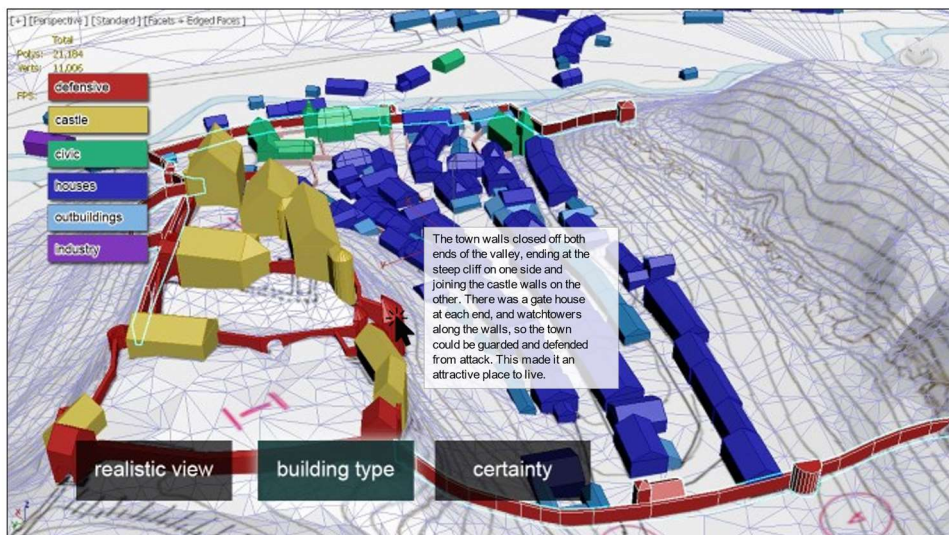 [+] [Perspective] [Standard] [Facets + Edged Faces]
Total
Polys: 21,184
Verts: 11,006
FPS:
defensive
castle
civic
houses
outbuildings
industry
The town walls closed off both
ends of the valley, ending at the
steep cliff on one side and
joining the castle walls on the
other. There was a gate house
at each end, and watchtowers
along the walls, so the town
could be guarded and defended
from attack. This made it an
attractive place to live.
realistic view
building type
certainty